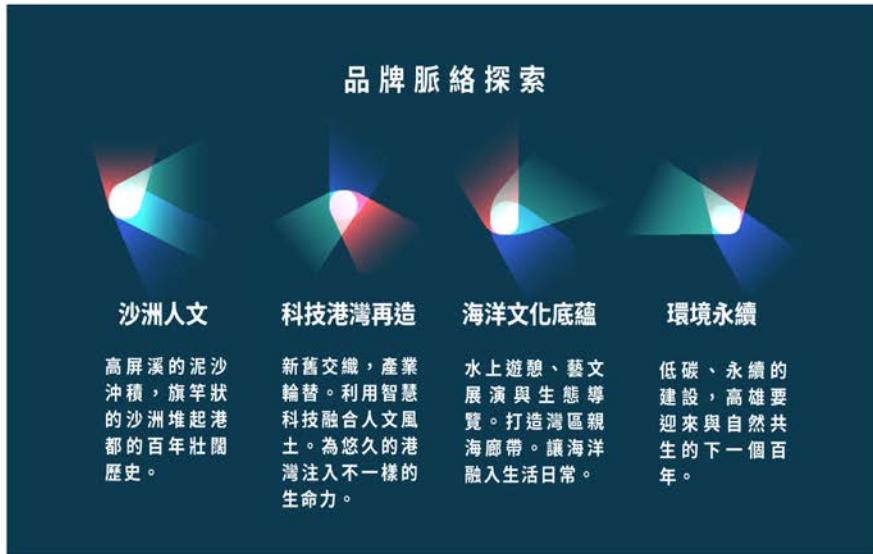 品牌脈絡探索
沙洲人文
高屏溪的泥沙
沖積，旗竿狀
的沙洲堆起港
都的百年壯闊
歷史。
科技港灣再造
新舊交織，產業
輪替。利用智慧
科技融合人文風
土。為悠久的港
灣注入不一樣的
生命力。
海洋文化底蘊
水上遊憩、藝文
展演與生態導
覽。打造灣區親
海廊帶。讓海洋
融入生活日常。
環境永續
低碳、永續的
建設，高雄要
迎來與自然共
生的下一個百
年。